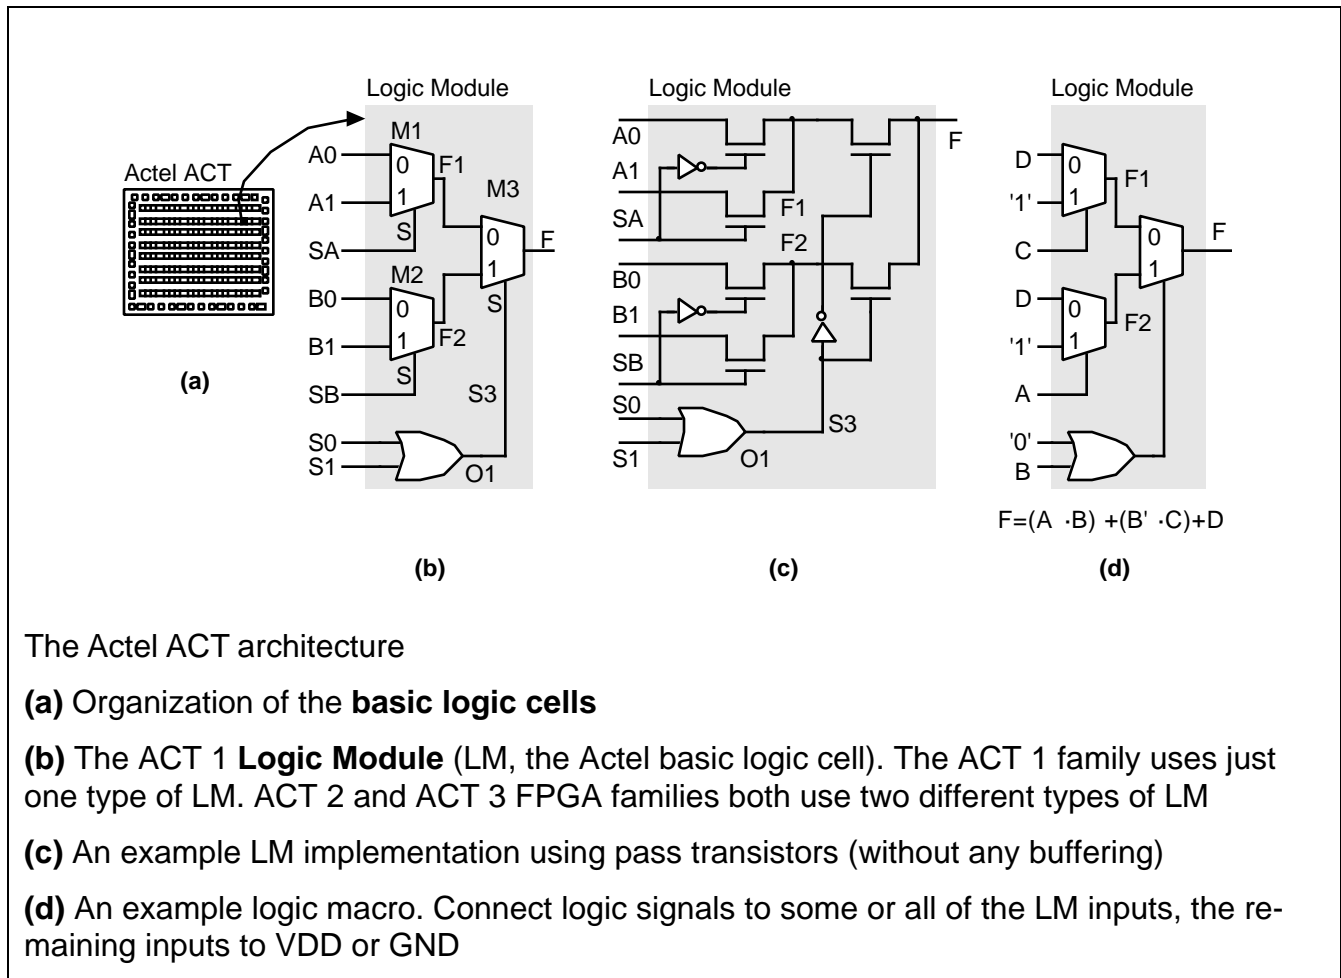 Actel ACT
(a)
Logic Module
M1
A0
0
F1
A1
1
M3
S
SA
0
F
M2
1
B0
0
S
B1
1
F2
S
SB
S3
S0
S1
O1
(b)
Logic Module
A0
F
A1
SA
F1
F2
B0
B1
SB
S0
S3
S1
O1
(c)
Logic Module
D
0
F1
'1'
1
C
0
F
1
D
0
F2
'1'
1
A
'0'
B
F=(A ·B) +(B' ·C)+D
(d)
The Actel ACT architecture
(a) Organization of the basic logic cells
(b) The ACT 1 Logic Module (LM, the Actel basic logic cell). The ACT 1 family uses just
one type of LM. ACT 2 and ACT 3 FPGA families both use two different types of LM
(c) An example LM implementation using pass transistors (without any buffering)
(d) An example logic macro. Connect logic signals to some or all of the LM inputs, the re-
maining inputs to VDD or GND